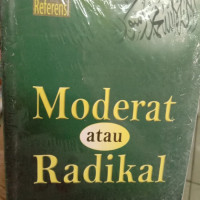 Referensi
Moderat
atau
Radikal